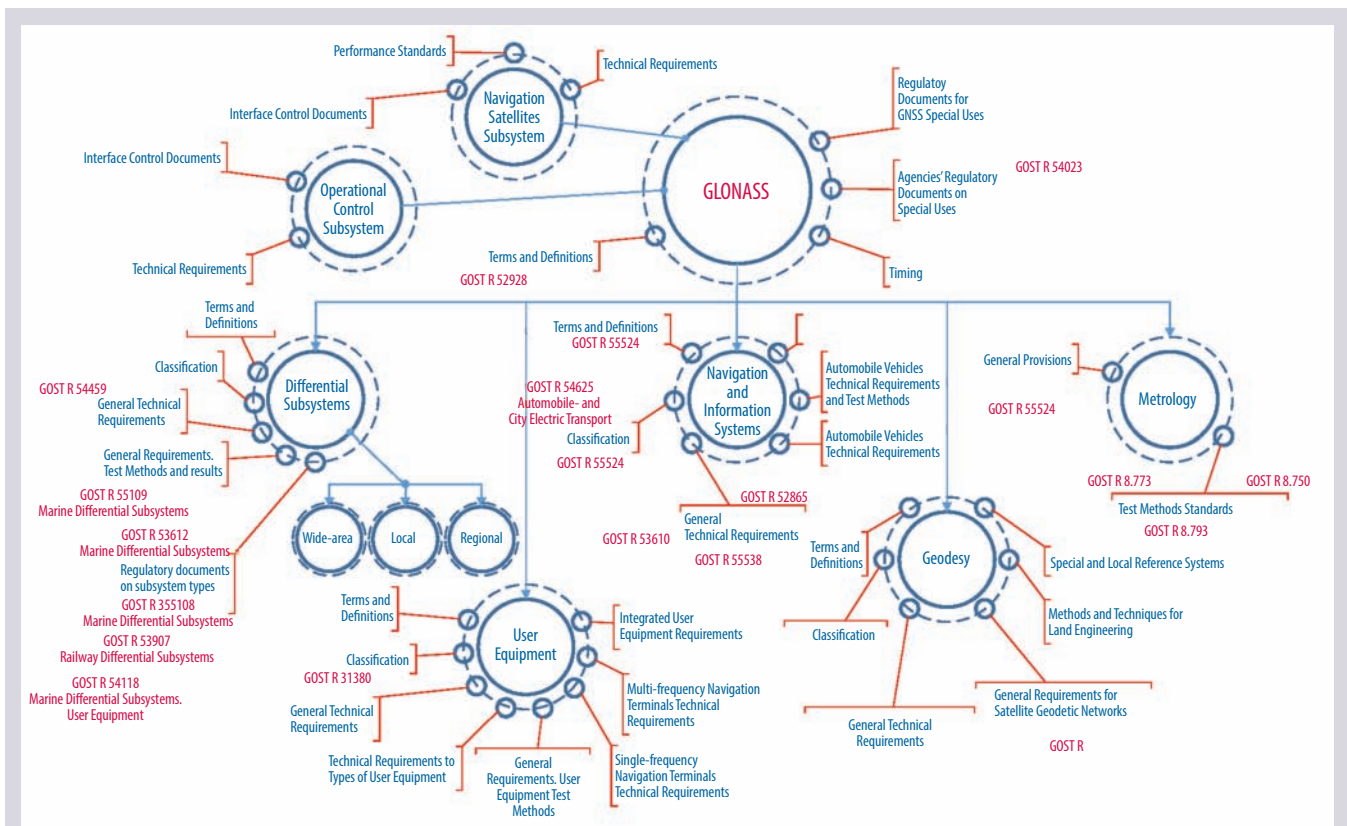 Performance Standards
Technical Requirements
Interface Control Documents
Navigation
Satellites
Subsystem
Regulatoy
Documents for
GNSS Special Uses
Interface Control Documents
Operational
Control
Subsystem
Technical Requirements
GLONASS
GOST R 54023
Agencies’ Regulatory
Documents on
Special Uses
Terms and Definitions
GOST R 52928
Timing
Terms and
Definitions
Classification
GOST R 54459
General Technical
Requirements
General Requirements.
Test Methods and results
GOST R 55109
Marine Differential Subsystems
GOST R 53612
Marine Differential Subsystems
Regulatory documents
on subsystem types
GOST R 355108
Marine Differential Subsystems
GOST R 53907
Railway Differential Subsystems
GOST R 54118
Marine Differential Subsystems.
User Equipment
Differential
Subsystems
Wide-area
Local
Regional
Terms and Definitions
GOST R 55524
GOST R 54625
Automobile- and
City Electric Transport
Classification
GOST R 55524
Navigation
and
Information
Systems
Automobile Vehicles
Technical Requirements
and Test Methods
Automobile Vehicles
Technical Requirements
GOST R 52865
General
Technical Requirements
GOST R 53610
GOST R 55538
General Provisions
GOST R 55524
Metrology
GOST R 8.773
GOST R 8.750
Test Methods Standards
GOST R 8.793
Terms and
Definitions
Classification
General Technical
Requirements
Geodesy
Special and Local Reference Systems
Methods and Techniques for
Land Engineering
General Requirements for
Satellite Geodetic Networks
GOST R
Terms and
Definitions
Classification
GOST R 31380
General Technical
Requirements
Technical Requirements to
Types of User Equipment
General
Requirements. User
Equipment Test
Methods
User
Equipment
Integrated User
Equipment Requirements
Multi-frequency Navigation
Terminals Technical
Requirements
Single-frequency
Navigation Terminals
Technical Requirements